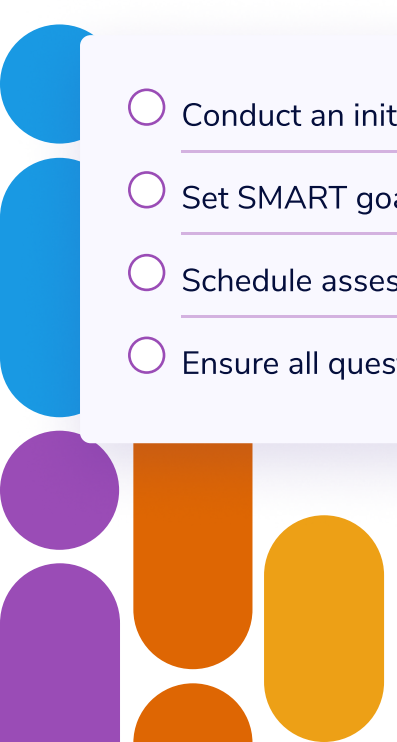 Conduct an init
Set SMART goa
Schedule asses
Ensure all ques